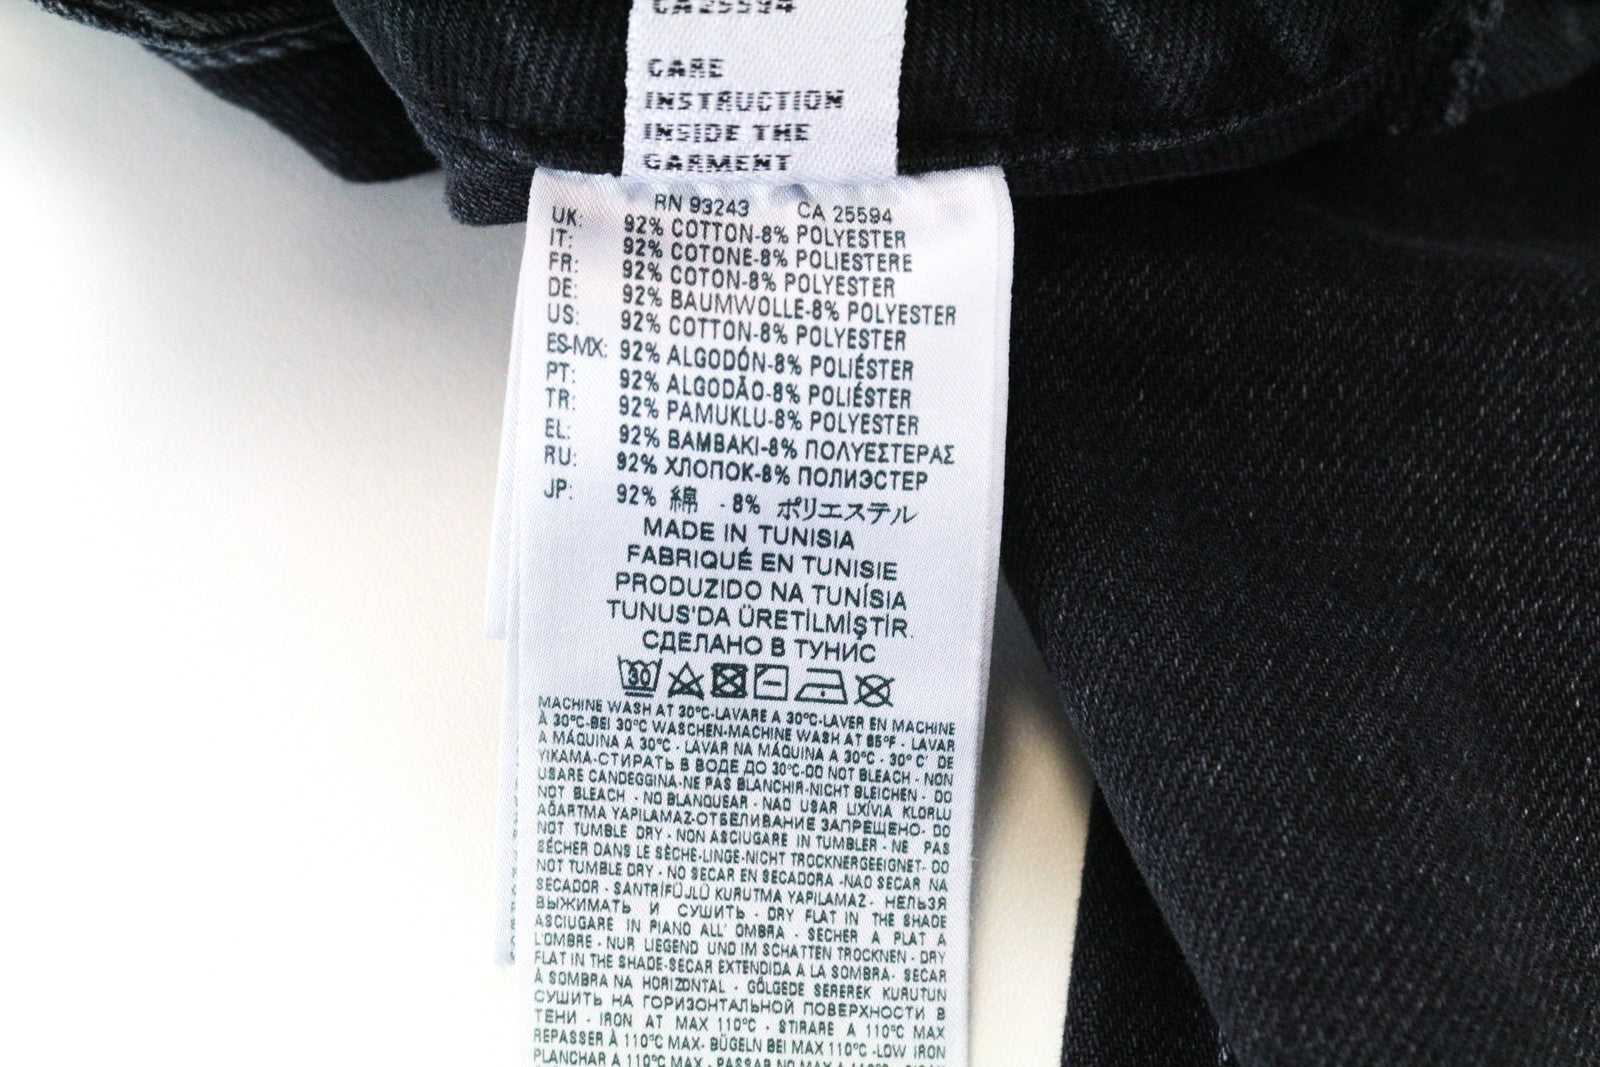 CA 25594
CARE
INSTRUCTION
INSIDE THE
GARMENT
RN 93243 CA 25594
UK: 92% COTTON-8% POLYESTER
IT: 92% COTONE-8% POLIESTERE
FR: 92% COTON-8% POLYESTER
DE: 92% BAUMWOLLE-8% POLYESTER
US: 92% COTTON-8% POLYESTER
ES-MX: 92% ALGODÓN-8% POLIÉSTER
PT: 92% ALGODÃO-8% POLIÉSTER
TR: 92% PAMUKLU-8% POLYESTER
EL: 92% BAMBAKI-8% ΠΟΛΥΕΣΤΕΡΑΣ
RU: 92% ХЛОПОК-8% ПОЛИЭСТЕР
JP: 92% 綿 - 8% ポリエステル
MADE IN TUNISIA
FABRIQUÉ EN TUNISIE
PRODUZIDO NA TUNÍSIA
TUNUS'DA ÜRETİLMİŞTİR.
СДЕЛАНО В ТУНИС
30
MACHINE WASH AT 30°C-LAVARE A 30°C-LAVER EN MACHINE
À 30°C-BEI 30°C WASCHEN-MACHINE WASH AT 85°F - LAVAR
A MÁQUINA A 30°C - LAVAR NA MÁQUINA A 30°C - 30° C' DE
YIKAMA-СТИРАТЬ В ВОДЕ ДО 30°C-DO NOT BLEACH - NON
USARE CANDEGGINA-NE PAS BLANCHIR-NICHT BLEICHEN - DO
NOT BLEACH - NO BLANQUEAR - NAO USAR LIXÍVIA KLORLU
AĞARTMA YAPILAMAZ-ОТБЕЛИВАНИЕ ЗАПРЕЩЕНО- DO
NOT TUMBLE DRY - NON ASCIUGARE IN TUMBLER - NE PAS
SÉCHER DANS LE SÈCHE-LINGE-NICHT TROCKNERGEEIGNET- DO
NOT TUMBLE DRY - NO SECAR EN SECADORA -NAO SECAR NA
SECADOR - SANTRİFÜJLÜ KURUTMA YAPILAMAZ - НЕЛЬЗЯ
ВЫЖИМАТЬ И СУШИТЬ - DRY FLAT IN THE SHADE
ASCIUGARE IN PIANO ALL' OMBRA - SÉCHER A PLAT A
L'OMBRE - NUR LIEGEND UND IM SCHATTEN TROCKNEN - DRY
FLAT IN THE SHADE-SECAR EXTENDIDA A LA SOMBRA- SECAR
À SOMBRA NA HORIZONTAL - GÖLGEDE SEREREK KURUTUN
СУШИТЬ НА ГОРИЗОНТАЛЬНОЙ ПОВЕРХНОСТИ В
ТЕНИ - IRON AT MAX 110°C - STIRARE A 110°C MAX
REPASSER À 110°C MAX- BÜGELN BEI MAX 110°C -LOW IRON
PLANCHAR A 110°C MAX - PASSAR NO MAX A 110°C